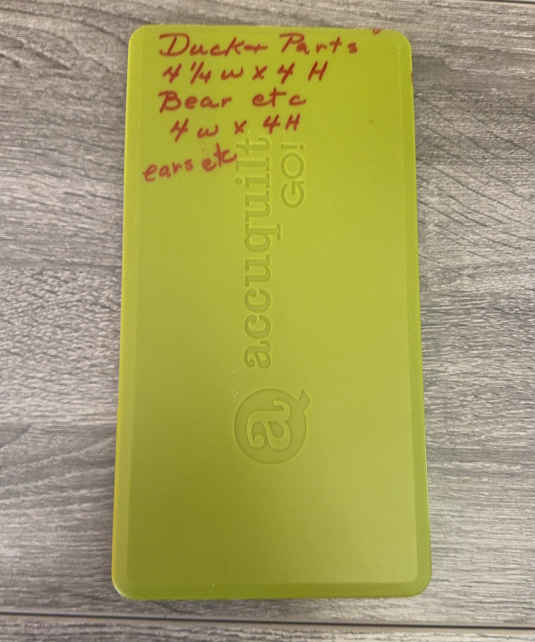 Duck + Parts
4 1/4 w x 4 H
Bear etc
4 w x 4 H
ears etc
accuquilt
GO!